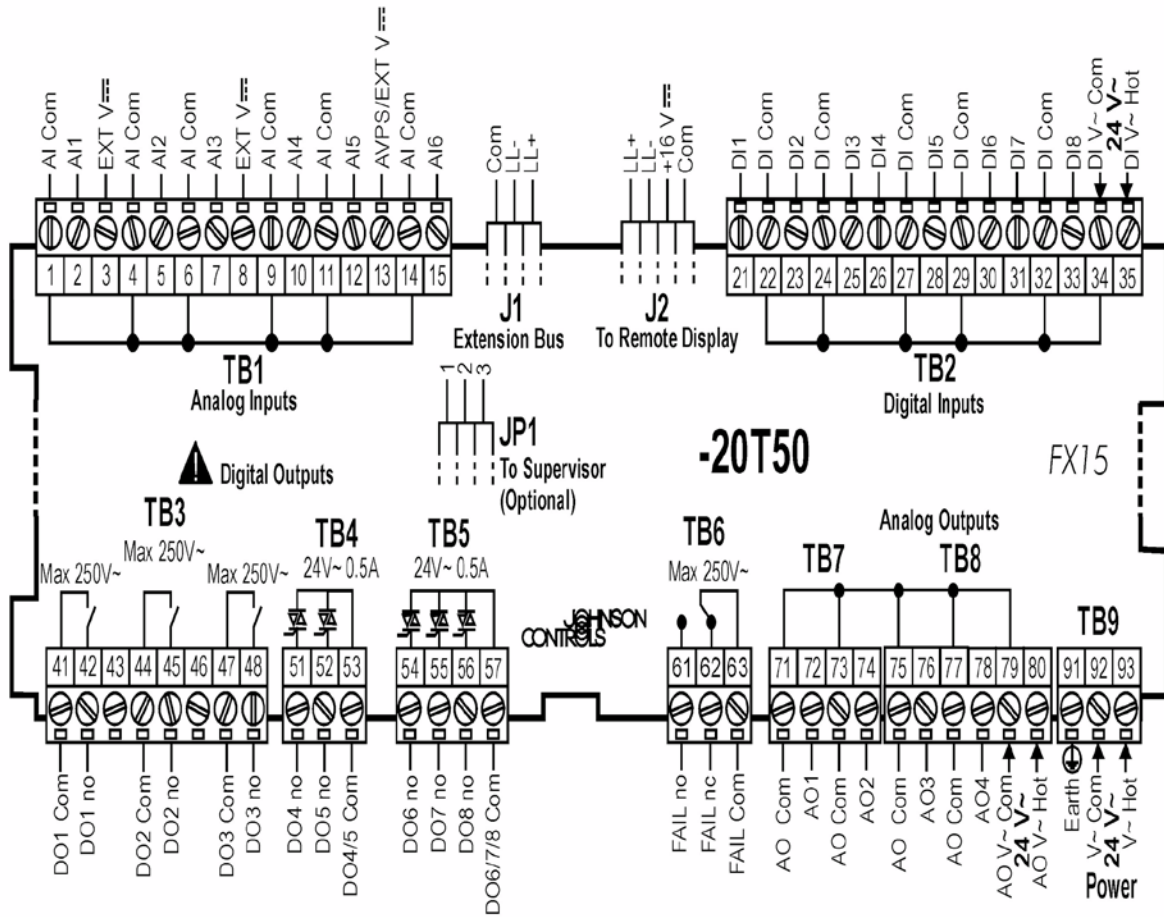 AI Com
AI1
EXT V
AI Com
AI2
AI Com
AI3
EXT V
AI Com
AI4
AI Com
AI5
AVPS/EXT V
AI Com
AI6
Com
LL-
LL+
LL+
LL-
+16 V
Com
DI1
DI Com
DI2
DI Com
DI3
DI4
DI Com
DI5
DI Com
DI6
DI7
DI Com
DI8
DI V~ Com
24 V~
DI V~ Hot
1 2 3 4 5 6 7 8 9 10 11 12 13 14 15
21 22 23 24 25 26 27 28 29 30 31 32 33 34 35
J1
Extension Bus
J2
To Remote Display
TB1
Analog Inputs
TB2
Digital Inputs
1
2
3
JP1
To Supervisor
(Optional)
-20T50
FX15
Digital Outputs
TB3
Max 250V~
Max 250V~
Max 250V~
TB4
24V~ 0.5A
TB5
24V~ 0.5A
JOHNSON
CONTROLS
TB6
Max 250V~
Analog Outputs
TB7
TB8
TB9
41 42 43 44 45 46 47 48
51 52 53
54 55 56 57
61 62 63
71 72 73 74
75 76 77 78 79 80
91 92 93
DO1 Com
DO1 no
DO2 Com
DO2 no
DO3 Com
DO3 no
DO4 no
DO5 no
DO4/5 Com
DO6 no
DO7 no
DO8 no
DO6/7/8 Com
FAIL no
FAIL nc
FAIL Com
AO Com
AO1
AO Com
AO2
AO Com
AO3
AO Com
AO4
AO V~ Com
24 V~
AO V~ Hot
Earth
V~ Com
24 V~
V~ Hot
Power